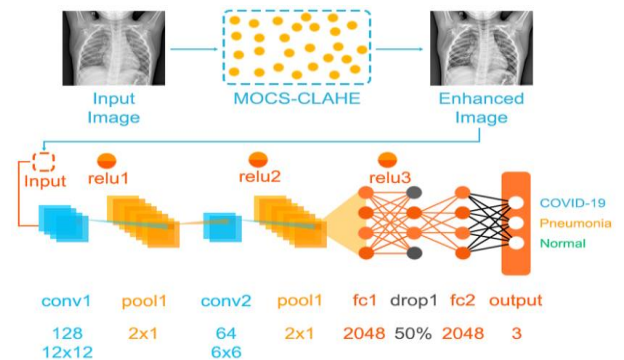 Input
Image
MOCS-CLAHE
Enhanced
Image
Input
relu1
relu2
relu3
COVID-19
Pneumonia
Normal
conv1 pool1 conv2 pool1 fc1 drop1 fc2 output
128 2x1 64 2x1 2048 50% 2048 3
12x12 6x6